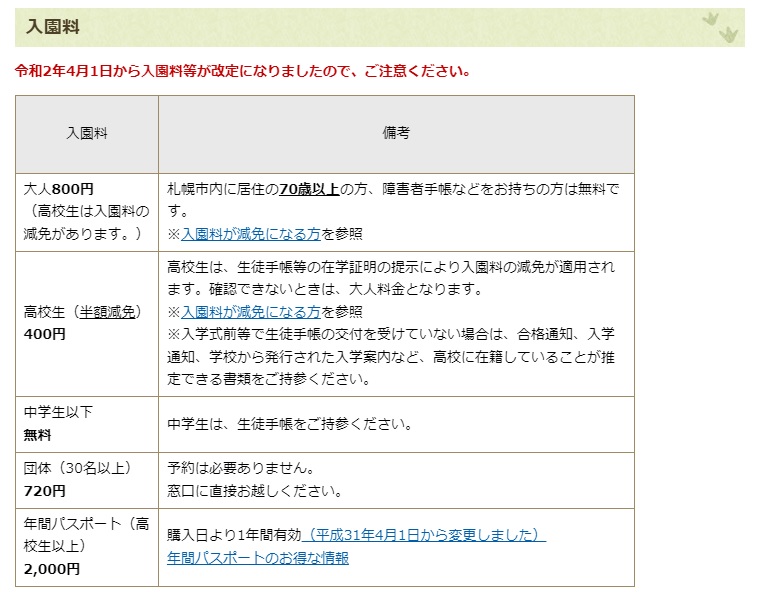 入園料
令和2年4月1日から入園料等が改定になりましたので、ご注意ください。
入園料
備考
大人800円
（高校生は入園料の
減免があります。）
札幌市内に居住の70歳以上の方、障害者手帳などをお持ちの方は無料で
す。
※入園料が減免になる方を参照
高校生（半額減免）
400円
高校生は、生徒手帳等の在学証明の提示により入園料の減免が適用され
ます。確認できないときは、大人料金となります。
※入園料が減免になる方を参照
※入学式前等で生徒手帳の交付を受けていない場合は、合格通知、入学
通知、学校から発行された入学案内など、高校に在籍していることが推
定できる書類をご持参ください。
中学生以下
無料
中学生は、生徒手帳をご持参ください。
団体（30名以上）
720円
予約は必要ありません。
窓口に直接お越しください。
年間パスポート（高
校生以上）
2,000円
購入日より1年間有効（平成31年4月1日から変更しました）
年間パスポートのお得な情報